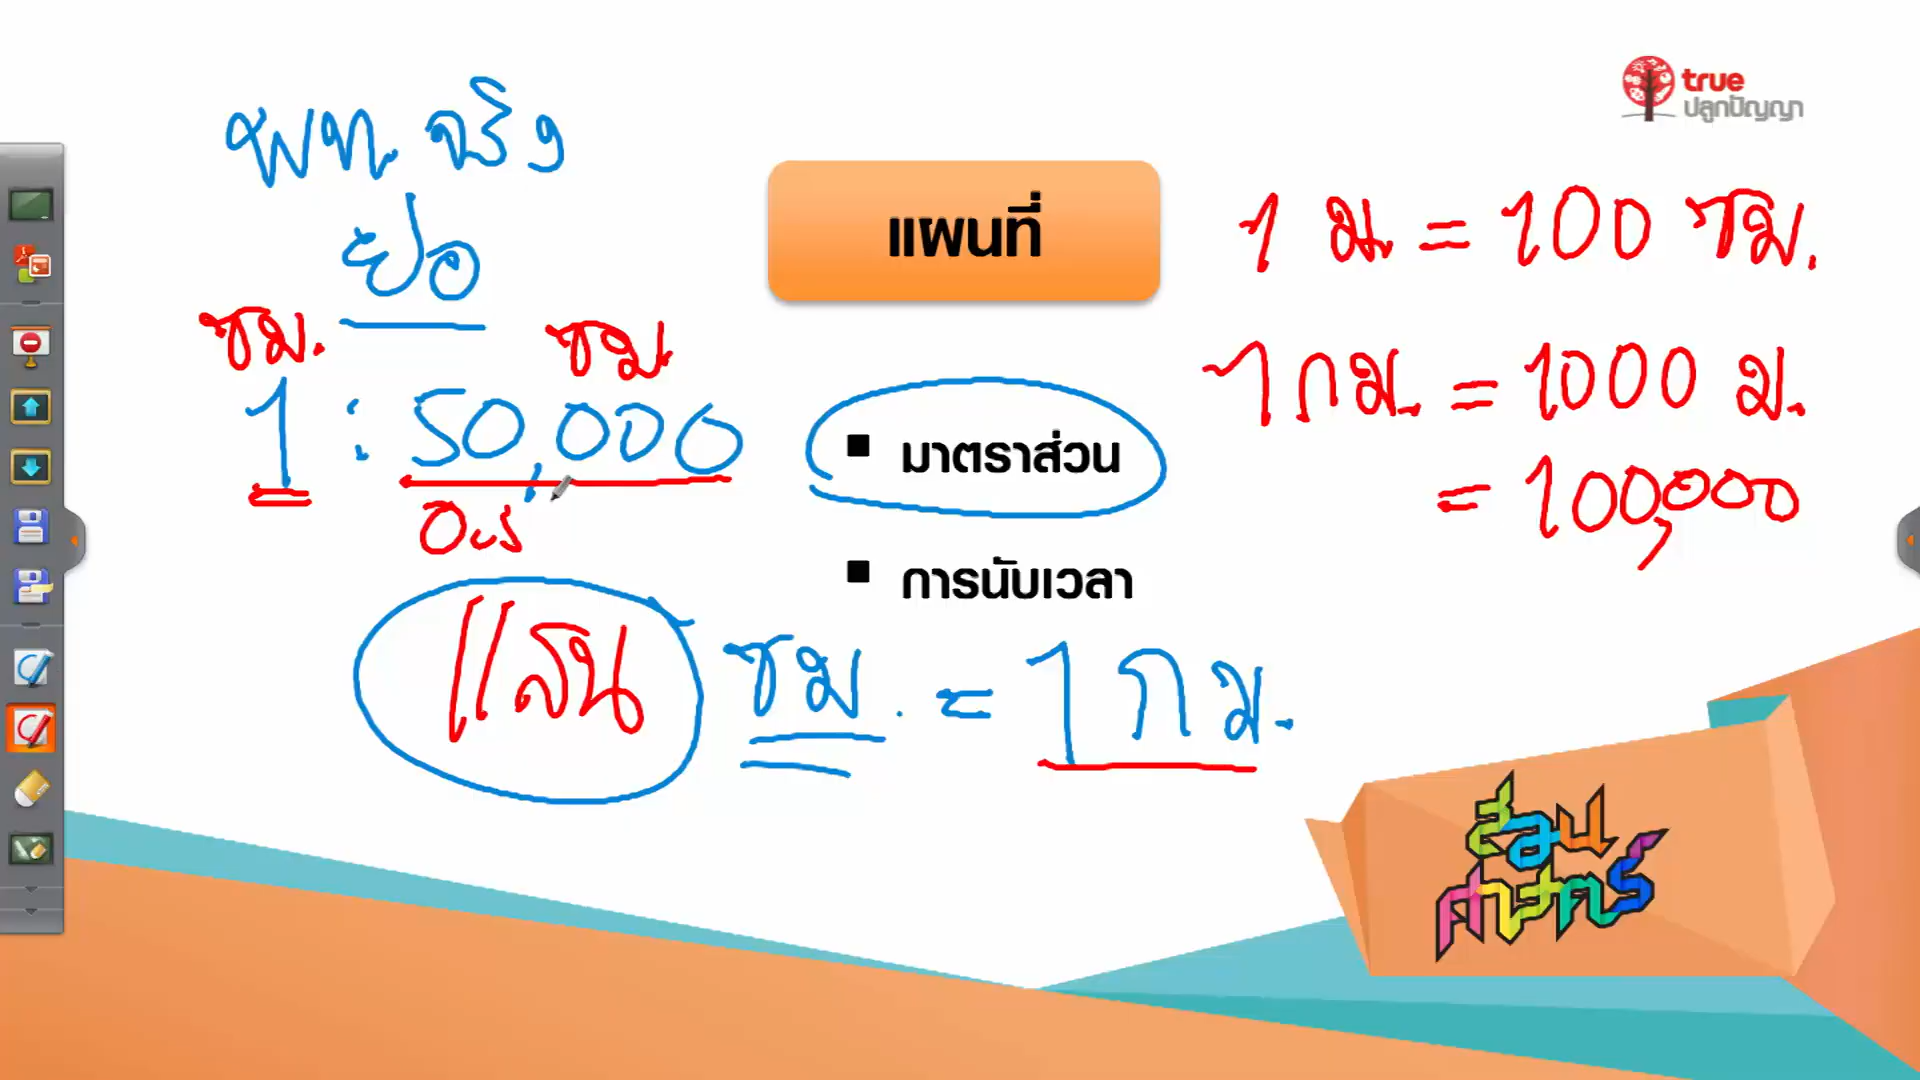 true
ปลูกปัญญา
พท. จริง
ย่อ
ซม. ซม.
1 : 50,000
0.5
แผนที่
▪ มาตราส่วน
▪ การนับเวลา
1 ม. = 100 ซม.
1 กม. = 1000 ม.
= 100,000
แสน ซม. = 1 กม.
สอน
ศาสตร์